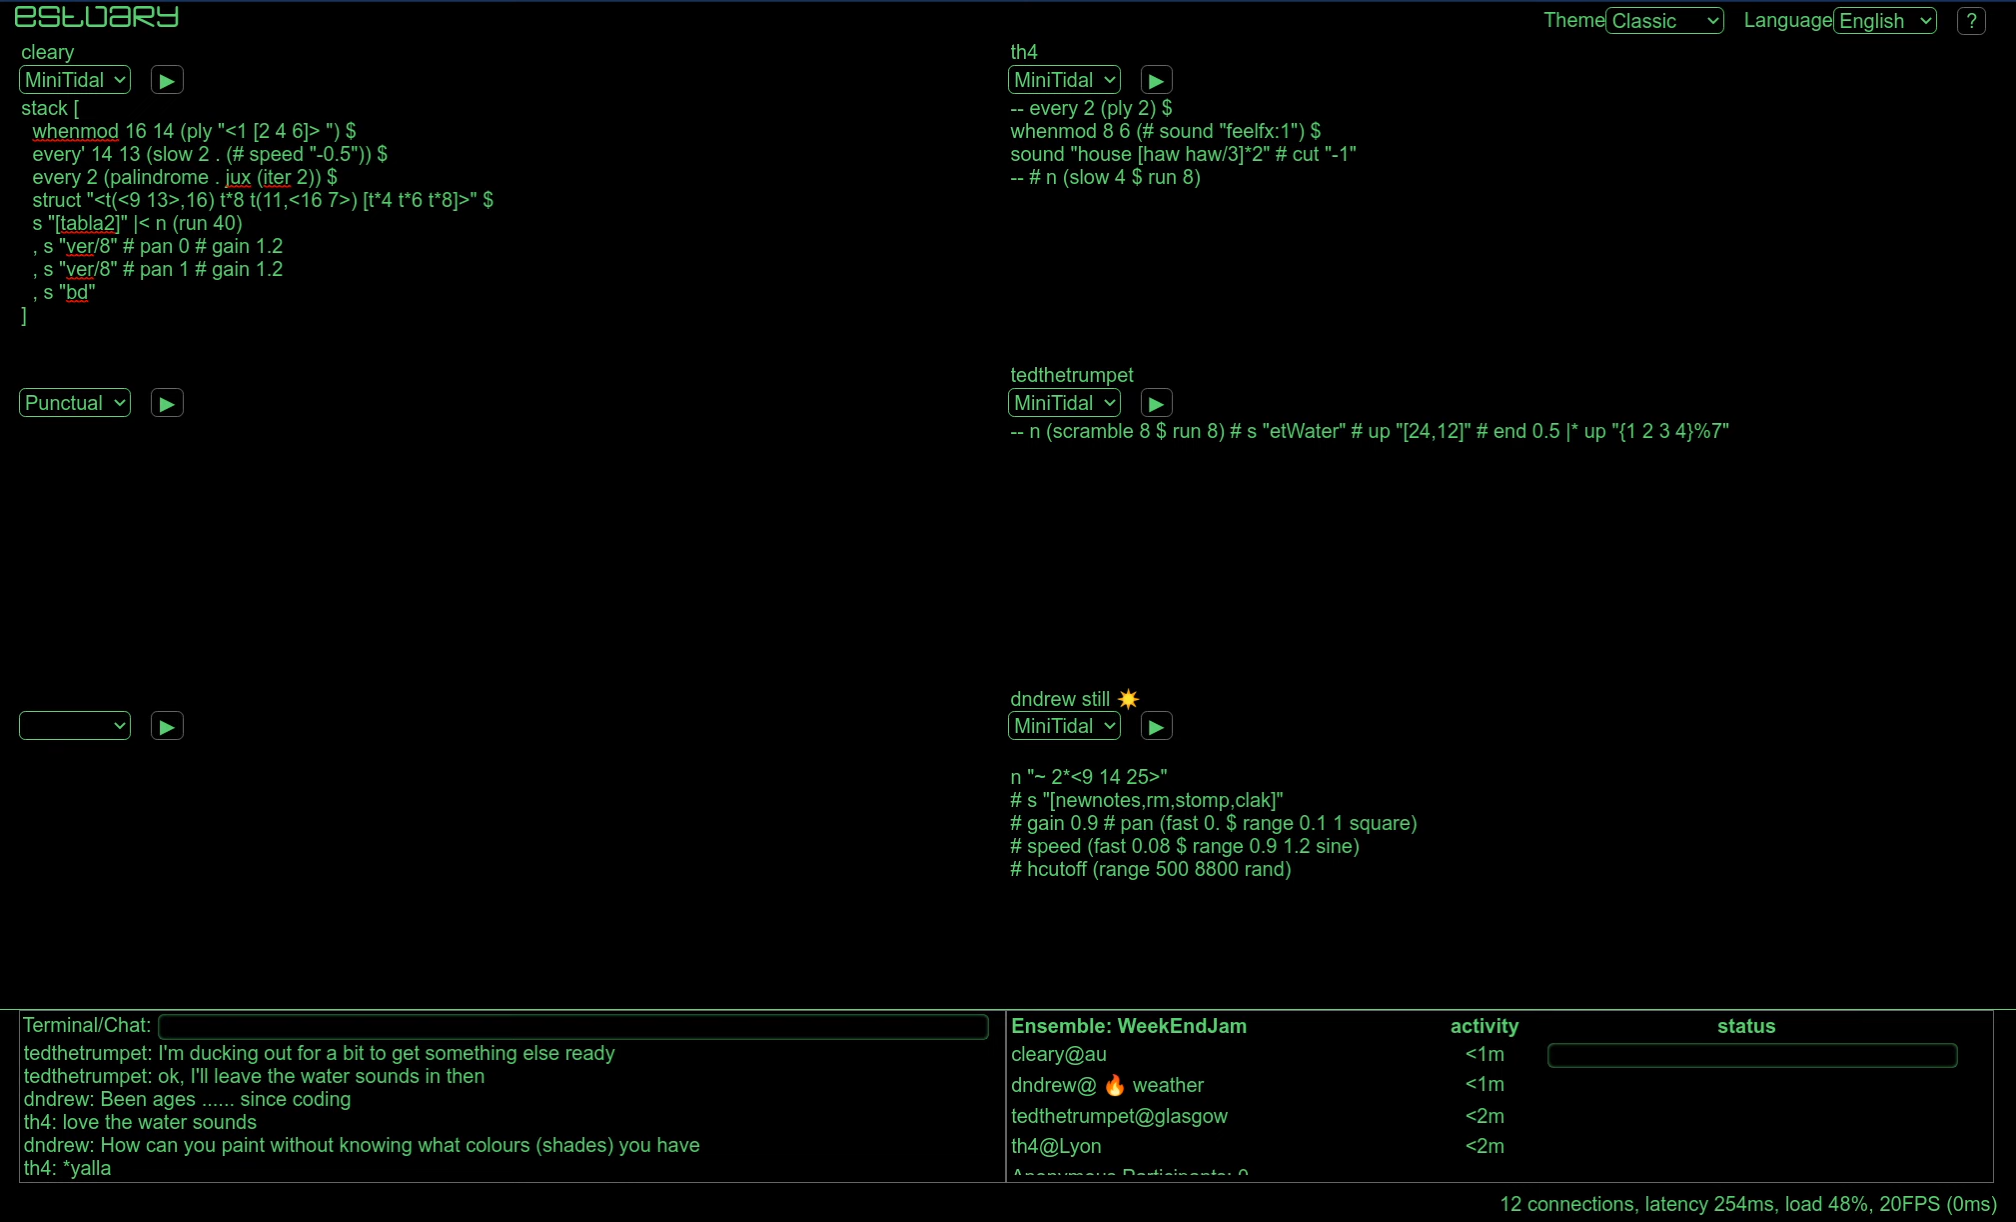 estuary
Theme Classic Language English ?
cleary
MiniTidal ▶
stack [
whenmod 16 14 (ply "<1 [2 4 6]> ") $
every' 14 13 (slow 2 . (# speed "-0.5")) $
every 2 (palindrome . jux (iter 2)) $
struct "<t(<9 13>,16) t*8 t(11,<16 7>) [t*4 t*6 t*8]>" $
s "[tabla2]" |< n (run 40)
, s "ver/8" # pan 0 # gain 1.2
, s "ver/8" # pan 1 # gain 1.2
, s "bd"
]
th4
MiniTidal ▶
-- every 2 (ply 2) $
whenmod 8 6 (# sound "feelfx:1") $
sound "house [haw haw/3]*2" # cut "-1"
-- # n (slow 4 $ run 8)
Punctual ▶
tedthetrumpet
MiniTidal ▶
-- n (scramble 8 $ run 8) # s "etWater" # up "[24,12]" # end 0.5 |* up "{1 2 3 4}%7"
▶
dndrew still ☀
MiniTidal ▶
n "~ 2*<9 14 25>"
# s "[newnotes,rm,stomp,clak]"
# gain 0.9 # pan (fast 0. $ range 0.1 1 square)
# speed (fast 0.08 $ range 0.9 1.2 sine)
# hcutoff (range 500 8800 rand)
Terminal/Chat:
tedthetrumpet: I'm ducking out for a bit to get something else ready
tedthetrumpet: ok, I'll leave the water sounds in then
dndrew: Been ages ...... since coding
th4: love the water sounds
dndrew: How can you paint without knowing what colours (shades) you have
th4: *yalla
Ensemble: WeekEndJam activity status
cleary@au <1m
dndrew@ 🔥 weather <1m
tedthetrumpet@glasgow <2m
th4@Lyon <2m
Anonymous Participants: 0
12 connections, latency 254ms, load 48%, 20FPS (0ms)